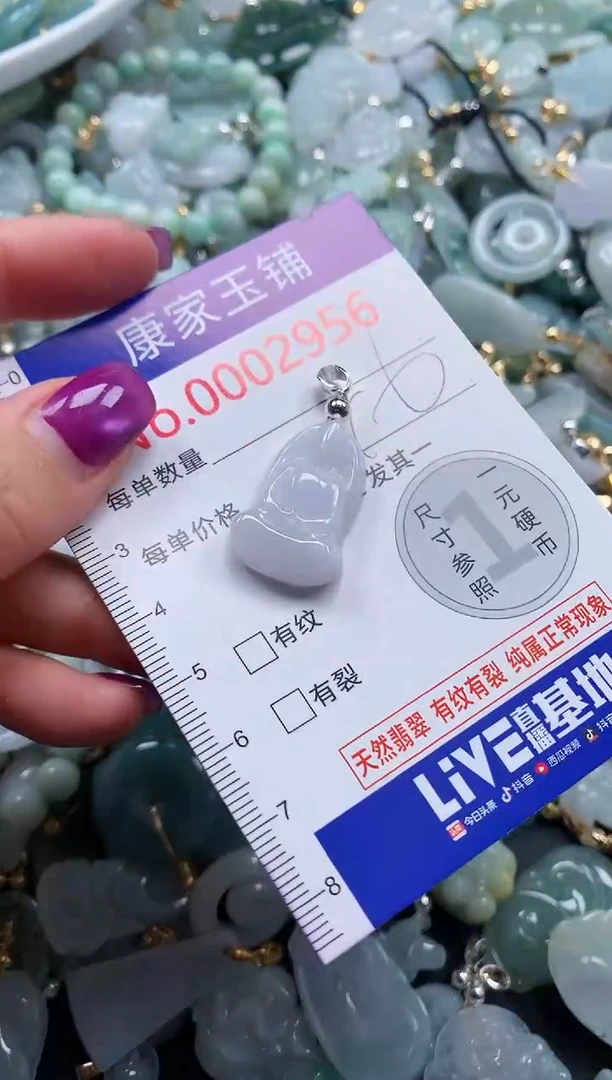 康家玉铺
No.0002956
每单数量
每单价格
发其一
尺寸参照
1
一元硬币
0
3
4
5
6
7
8
□有纹
□有裂
天然翡翠 有纹有裂 纯属正常现象
LiVE直播基地
今日头条 抖音 西瓜视频 抖音